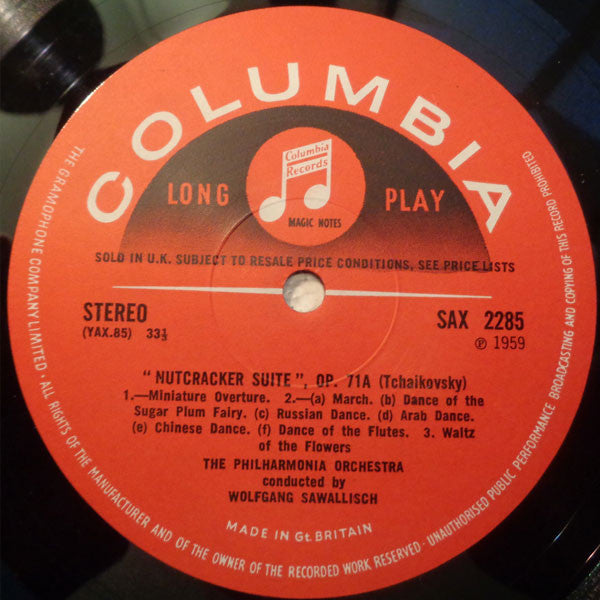 COLUMBIA
Columbia
Records
LONG PLAY
MAGIC NOTES
SOLD IN U.K. SUBJECT TO RESALE PRICE CONDITIONS, SEE PRICE LISTS
STEREO
(YAX.85) 33⅓
SAX 2285
Ⓟ 1959
"NUTCRACKER SUITE", OP. 71A (Tchaikovsky)
1.—Miniature Overture. 2.—(a) March. (b) Dance of the
Sugar Plum Fairy. (c) Russian Dance. (d) Arab Dance.
(e) Chinese Dance. (f) Dance of the Flutes. 3. Waltz
of the Flowers
THE PHILHARMONIA ORCHESTRA
conducted by
WOLFGANG SAWALLISCH
MADE IN Gt. BRITAIN
THE GRAMOPHONE COMPANY LIMITED · ALL RIGHTS OF THE MANUFACTURER AND OF THE OWNER OF THE RECORDED WORK RESERVED · UNAUTHORISED PUBLIC PERFORMANCE BROADCASTING AND COPYING OF THIS RECORD PROHIBITED